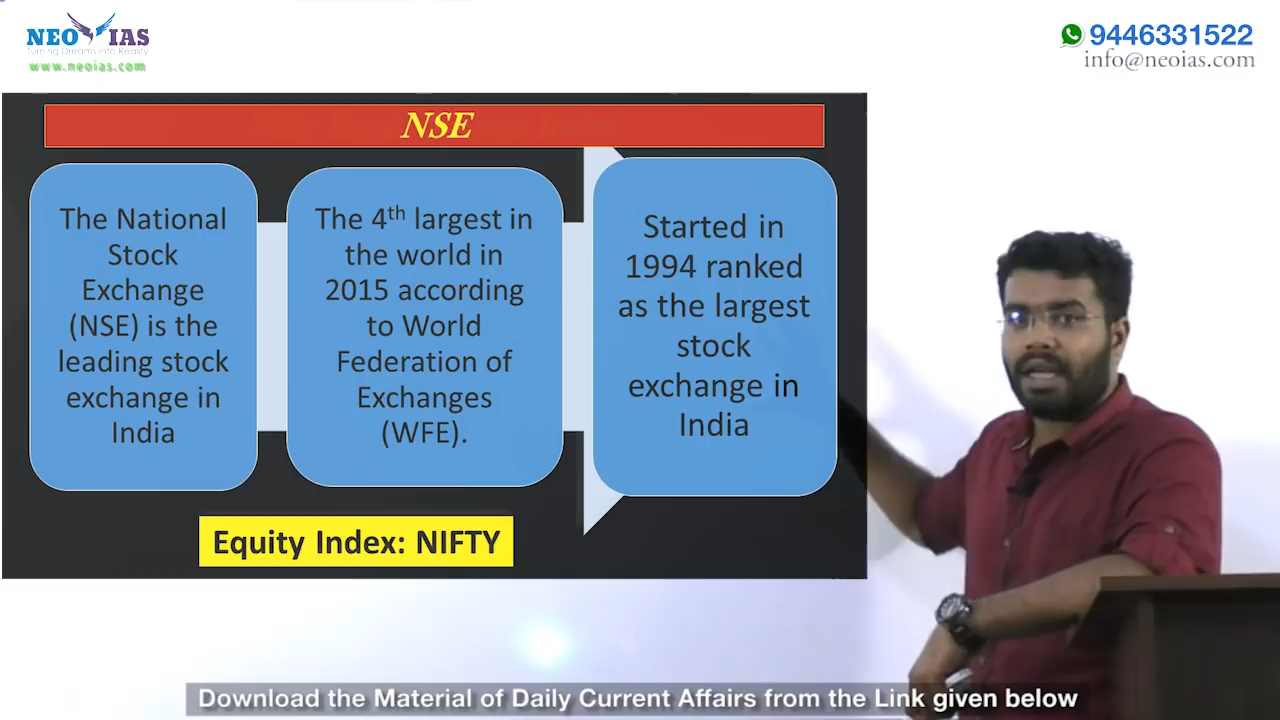 NEO IAS
Turning Dreams into Reality
www.neoias.com
9446331522
info@neoias.com
NSE
The National
Stock
Exchange
(NSE) is the
leading stock
exchange in
India
The 4th largest in
the world in
2015 according
to World
Federation of
Exchanges
(WFE).
Started in
1994 ranked
as the largest
stock
exchange in
India
Equity Index: NIFTY
Download the Material of Daily Current Affairs from the Link given below